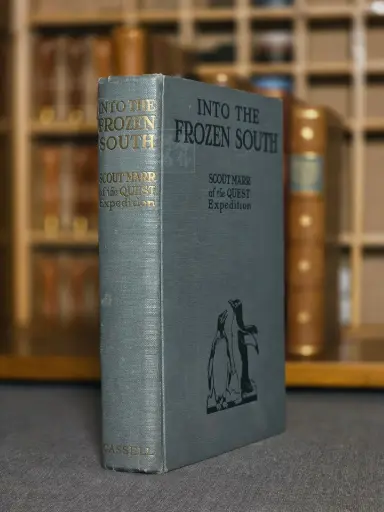 INTO THE
FROZEN
SOUTH
SCOUT MARR
of the QUEST
Expedition
CASSELL
INTO THE
FROZEN SOUTH
SCOUT MARR
of the QUEST
Expedition